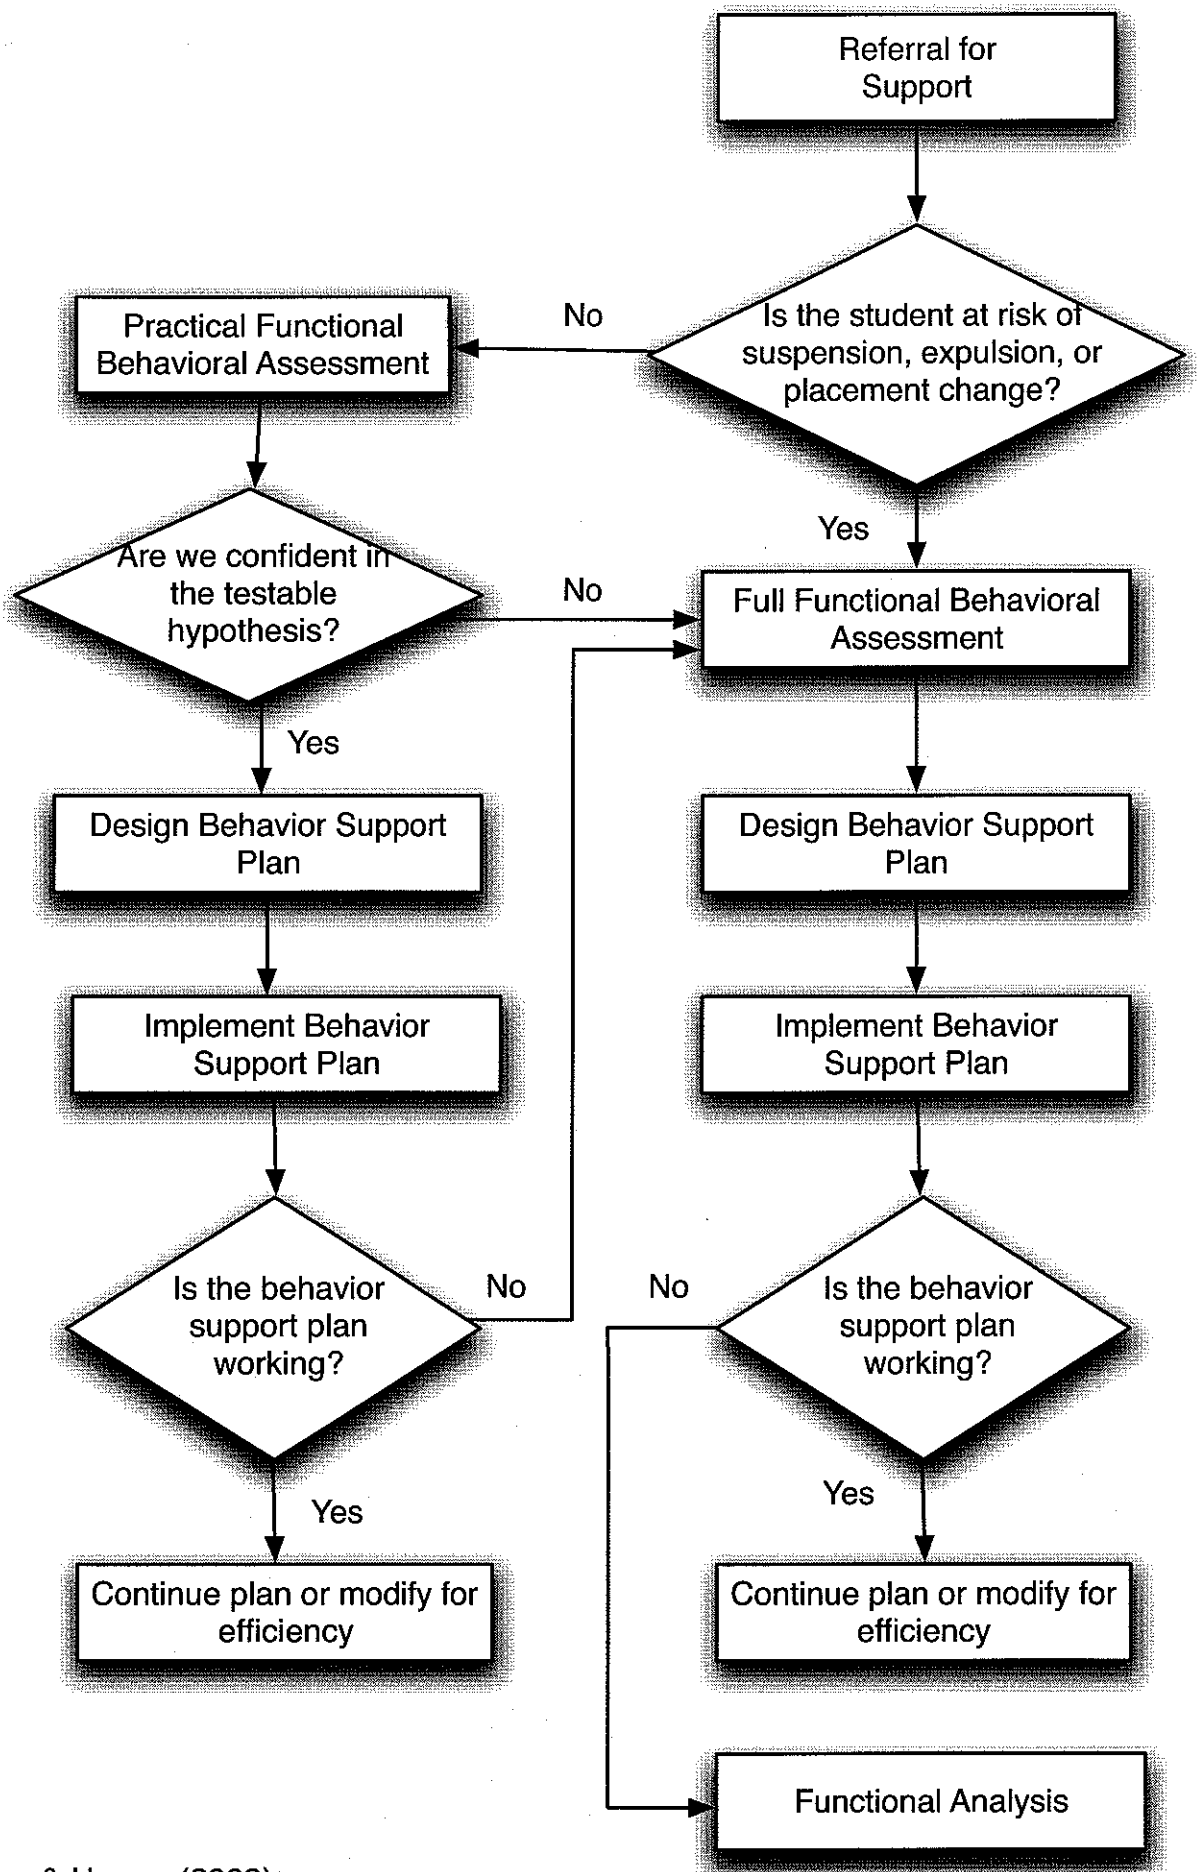 Referral for
Support
Is the student at risk of
suspension, expulsion, or
placement change?
No
Practical Functional
Behavioral Assessment
Yes
Are we confident in
the testable
hypothesis?
No
Full Functional Behavioral
Assessment
Yes
Design Behavior Support
Plan
Design Behavior Support
Plan
Implement Behavior
Support Plan
Implement Behavior
Support Plan
Is the behavior
support plan
working?
No
No
Is the behavior
support plan
working?
Yes
Yes
Continue plan or modify for
efficiency
Continue plan or modify for
efficiency
Functional Analysis